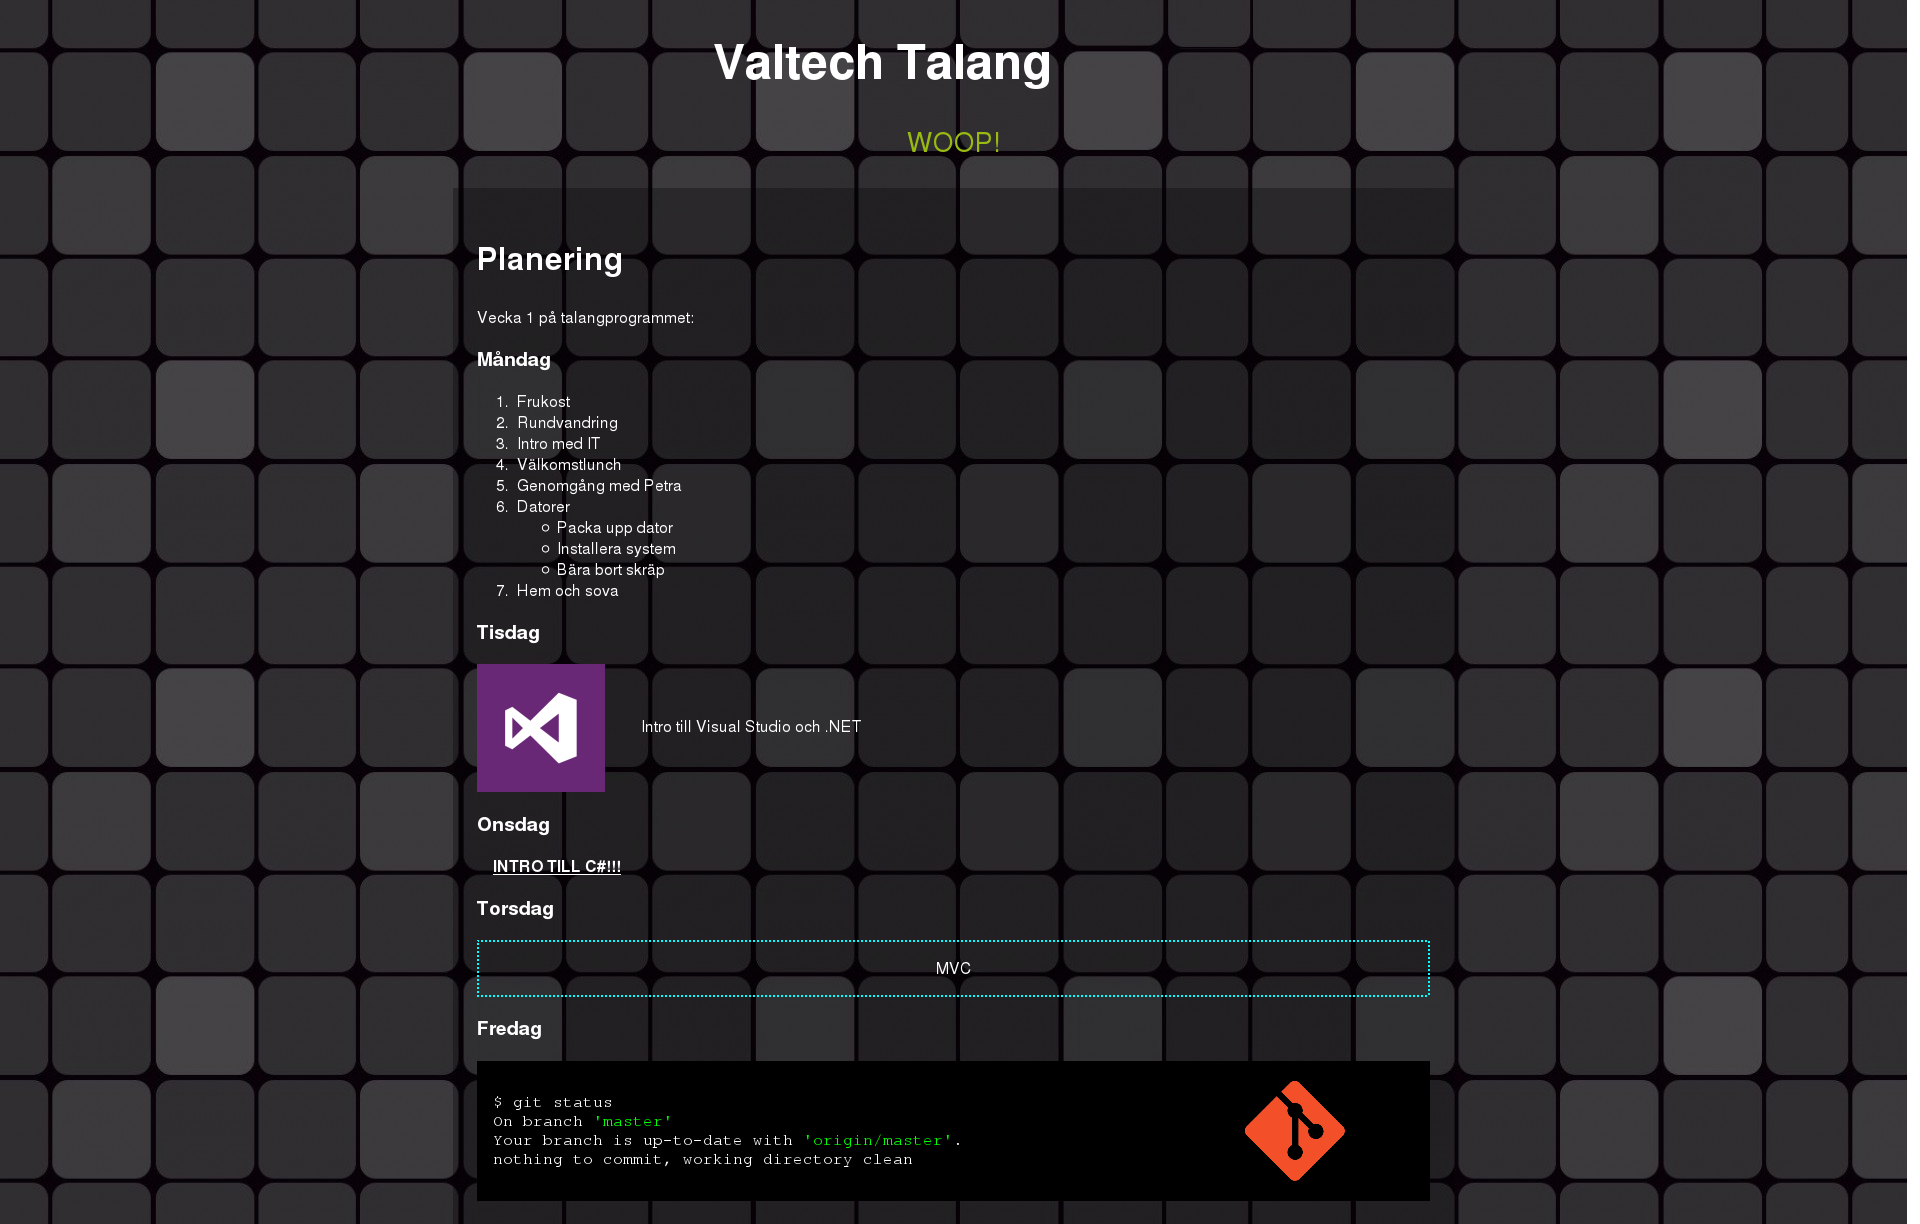 Valtech Talang
WOOP!
Planering
Vecka 1 på talangprogrammet:
Måndag
1. Frukost
2. Rundvandring
3. Intro med IT
4. Välkomstlunch
5. Genomgång med Petra
6. Datorer
Packa upp dator
Installera system
Bära bort skräp
7. Hem och sova
Tisdag
Intro till Visual Studio och .NET
Onsdag
INTRO TILL C#!!!
Torsdag
MVC
Fredag
$ git status
On branch 'master'
Your branch is up-to-date with 'origin/master'.
nothing to commit, working directory clean